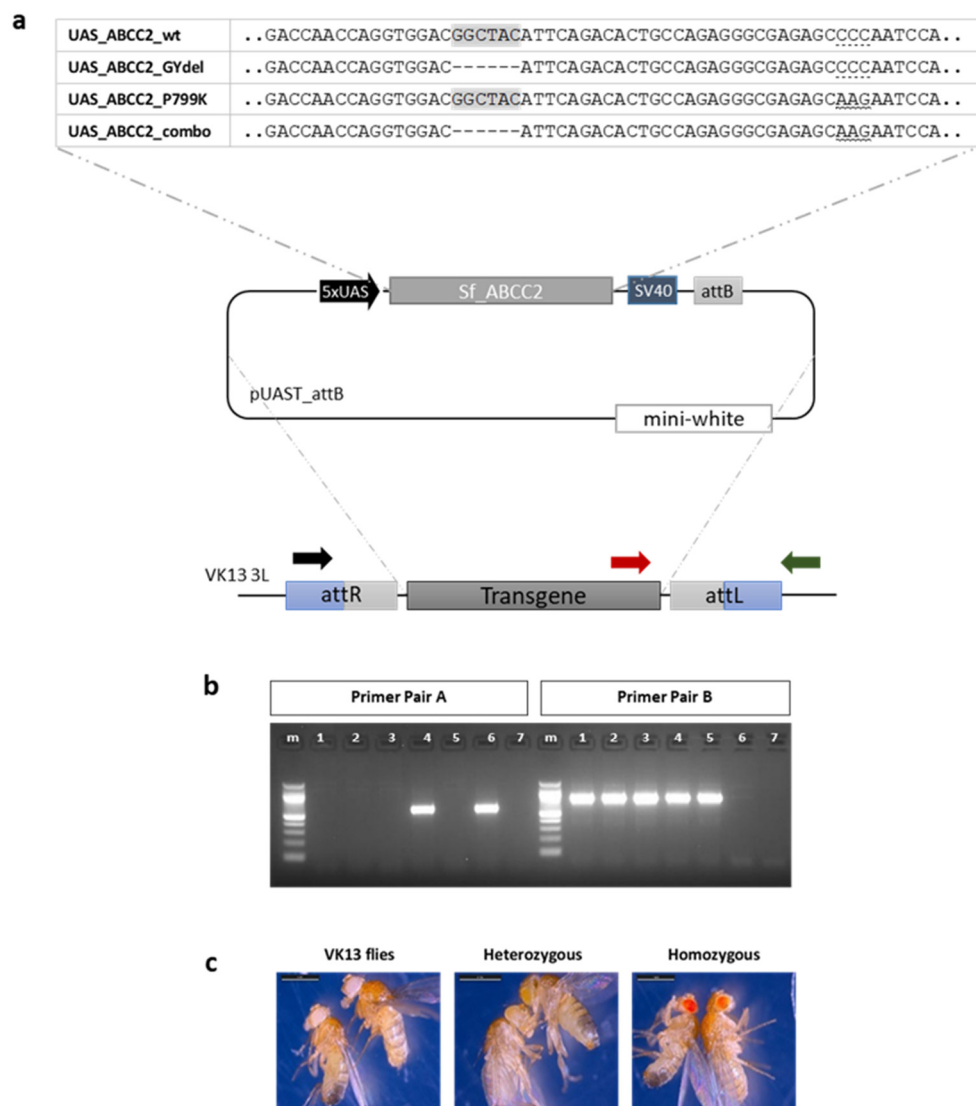 a
UAS_ABCC2_wt ..GACCAACCAGGTGGACGGCTACATTCAGACACTGCCAGAGGGCGAGAGCCCCAATCCA..
UAS_ABCC2_GYdel ..GACCAACCAGGTGGAC------ATTCAGACACTGCCAGAGGGCGAGAGCCCCAATCCA..
UAS_ABCC2_P799K ..GACCAACCAGGTGGACGGCTACATTCAGACACTGCCAGAGGGCGAGAGCAAGAATCCA..
UAS_ABCC2_combo ..GACCAACCAGGTGGAC------ATTCAGACACTGCCAGAGGGCGAGAGCAAGAATCCA..
5xUAS Sf_ABCC2 SV40 attB
pUAST_attB
mini-white
VK13 3L
attR Transgene attL
b
Primer Pair A Primer Pair B
m 1 2 3 4 5 6 7 m 1 2 3 4 5 6 7
c
VK13 flies Heterozygous Homozygous